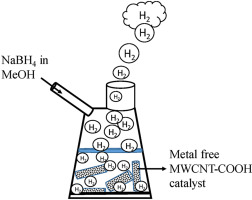 H₂
H₂
H₂
NaBH₄ in
MeOH
H₂
H₂
H₂
H₂
H₂
H₂
H₂
H₂
H₂
H₂
H₂
H₂
Metal free
MWCNT-COOH
catalyst
H₂
H₂
H₂